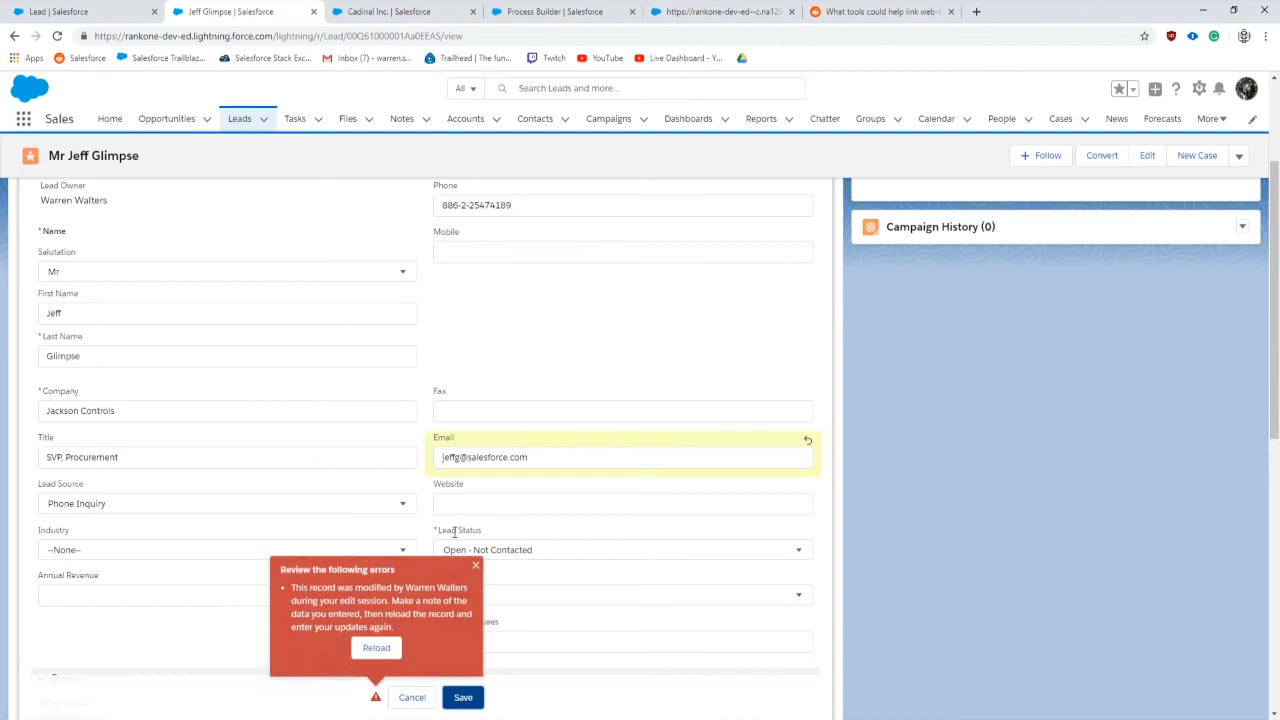 Lead | Salesforce
Jeff Glimpse | Salesforce
Cadinal Inc. | Salesforce
Process Builder | Salesforce
https://rankone-dev-ed--c.na129
What tools could help link web-l
https://rankone-dev-ed.lightning.force.com/lightning/r/Lead/00Q61000001Aa0EEAS/view
Apps
Salesforce
Salesforce Trailblaz...
Salesforce Stack Exc...
Inbox (7) - warren.s...
Trailhead | The fun...
Twitch
YouTube
Live Dashboard - Y...
All
Search Leads and more...
Sales
Home
Opportunities
Leads
Tasks
Files
Notes
Accounts
Contacts
Campaigns
Dashboards
Reports
Chatter
Groups
Calendar
People
Cases
News
Forecasts
More
Mr Jeff Glimpse
+ Follow
Convert
Edit
New Case
Lead Owner
Warren Walters
Phone
886-2-25474189
* Name
Mobile
Salutation
Mr
First Name
Jeff
* Last Name
Glimpse
* Company
Jackson Controls
Fax
Title
SVP, Procurement
Email
jeffg@salesforce.com
Lead Source
Phone Inquiry
Website
Industry
--None--
* Lead Status
Open - Not Contacted
Annual Revenue
Review the following errors
• This record was modified by Warren Walters
during your edit session. Make a note of the
data you entered, then reload the record and
enter your updates again.
Reload
Demo
Cancel
Save
Campaign History (0)